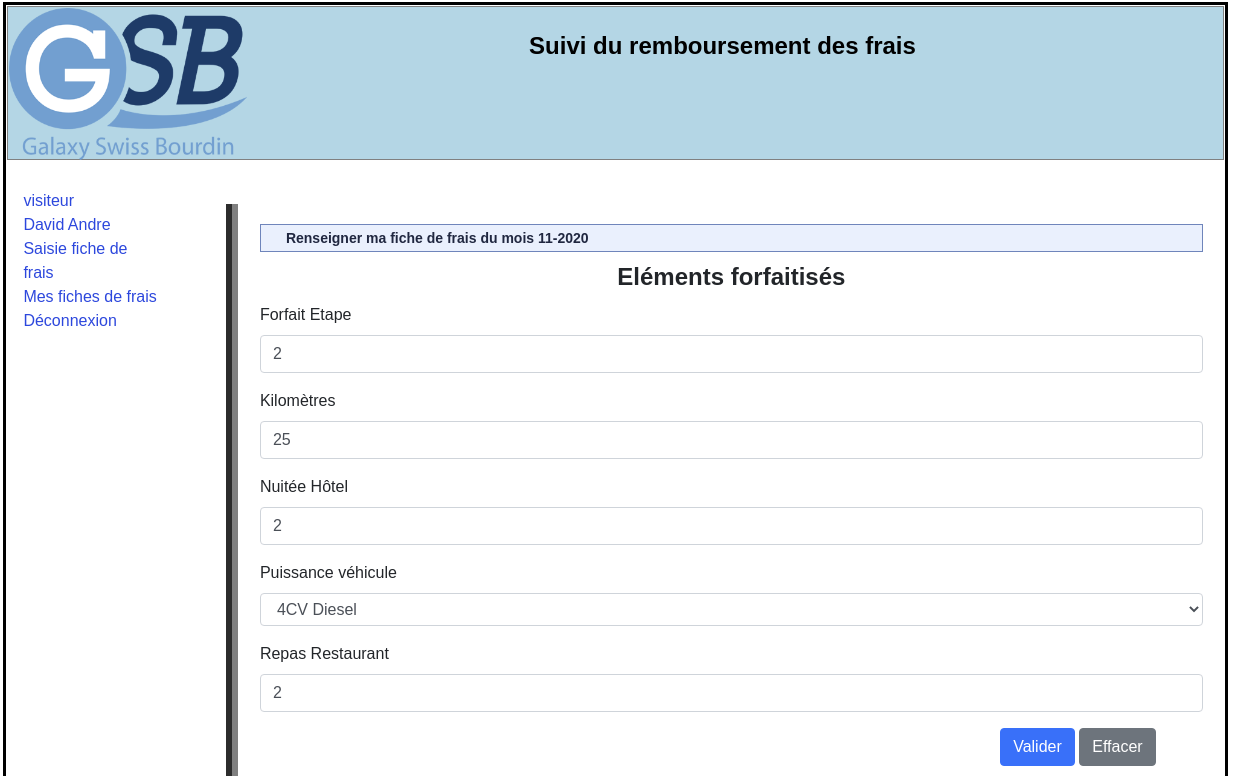 GSB
Galaxy Swiss Bourdin
Suivi du remboursement des frais
visiteur
David Andre
Saisie fiche de
frais
Mes fiches de frais
Déconnexion
Renseigner ma fiche de frais du mois 11-2020
Eléments forfaitisés
Forfait Etape
2
Kilomètres
25
Nuitée Hôtel
2
Puissance véhicule
4CV Diesel
Repas Restaurant
2
Valider Effacer